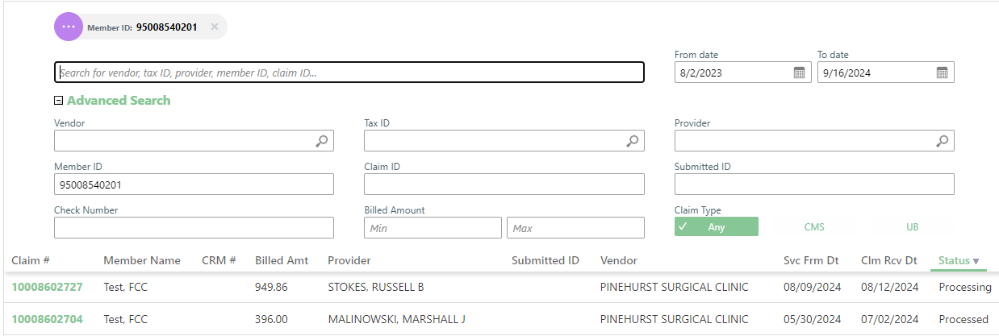 Member ID: 95008540201
Search for vendor, tax ID, provider, member ID, claim ID...
From date To date
8/2/2023 9/16/2024
Advanced Search
Vendor Tax ID Provider
Member ID Claim ID Submitted ID
95008540201
Check Number Billed Amount Claim Type
Min Max Any CMS UB
Claim # Member Name CRM # Billed Amt Provider Submitted ID Vendor Svc Frm Dt Clm Rcv Dt Status
10008602727 Test, FCC 949.86 STOKES, RUSSELL B PINEHURST SURGICAL CLINIC 08/09/2024 08/12/2024 Processing
10008602704 Test, FCC 396.00 MALINOWSKI, MARSHALL J PINEHURST SURGICAL CLINIC 05/30/2024 07/02/2024 Processed